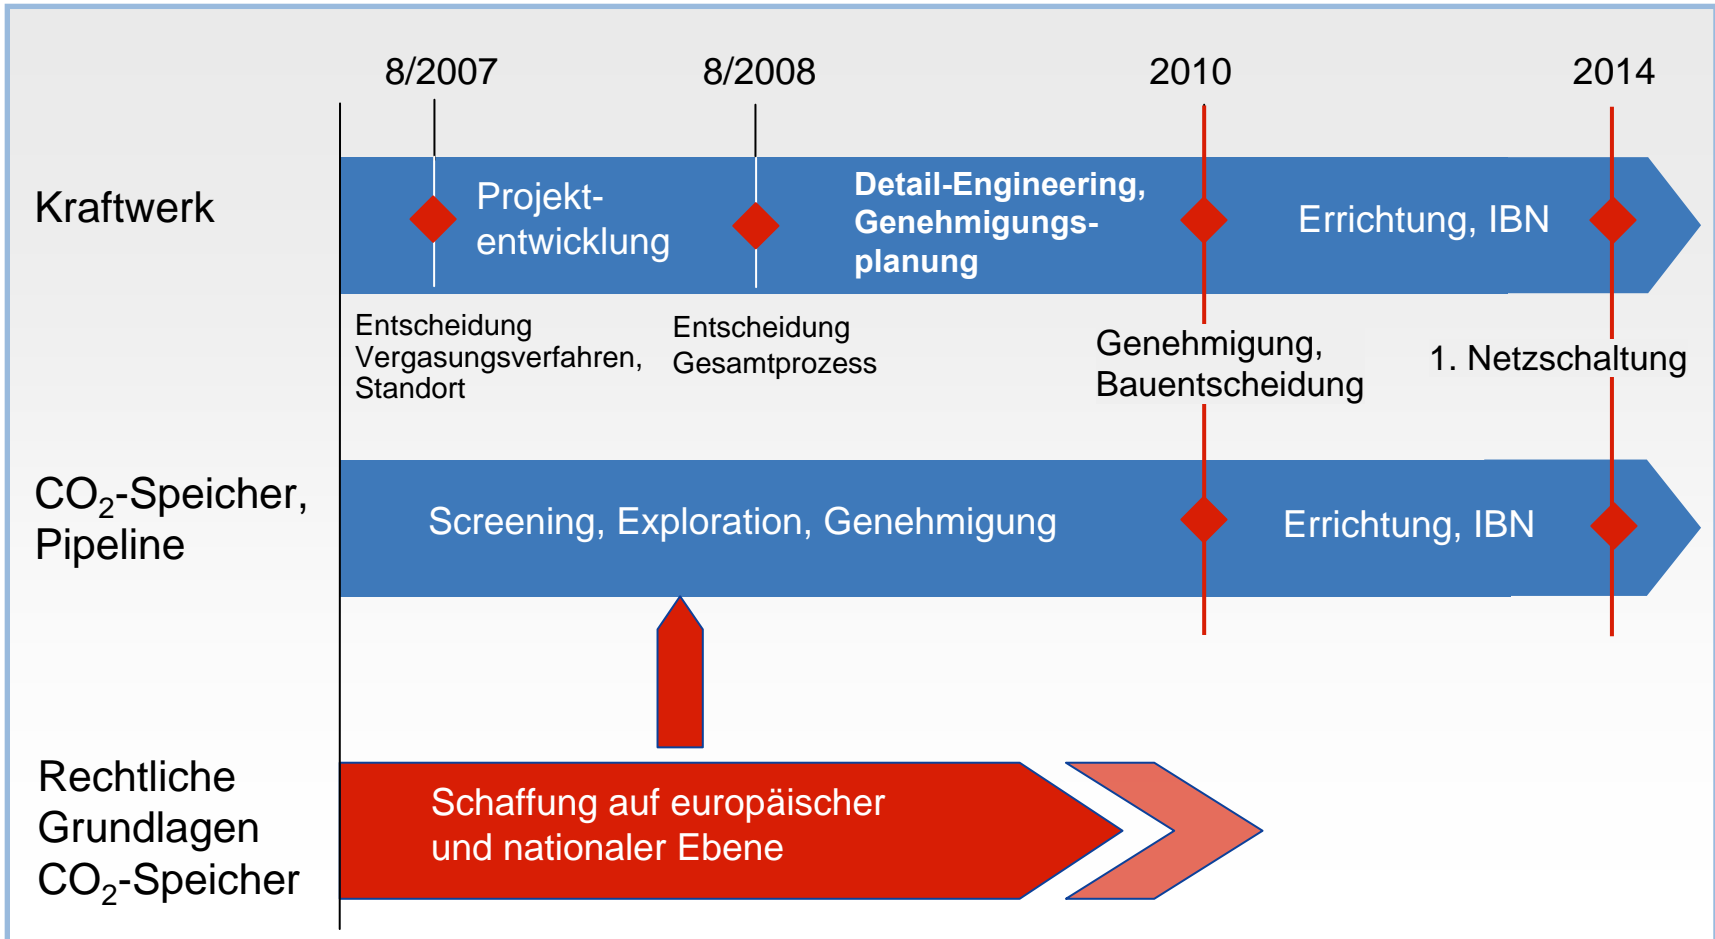 8/2007
8/2008
2010
2014
Kraftwerk
Projekt-
entwicklung
Detail-Engineering,
Genehmigungs-
planung
Errichtung, IBN
Entscheidung
Vergasungsverfahren,
Standort
Entscheidung
Gesamtprozess
Genehmigung,
Bauentscheidung
1. Netzschaltung
CO₂-Speicher,
Pipeline
Screening, Exploration, Genehmigung
Errichtung, IBN
Rechtliche
Grundlagen
CO₂-Speicher
Schaffung auf europäischer
und nationaler Ebene